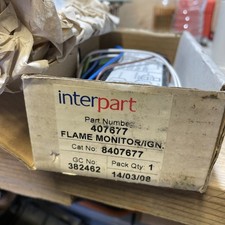 interpart
Part Number
407677
FLAME MONITOR/IGN.
Cat No: 8407677
GC No: Pack Qty: 1
382462 14/03/08